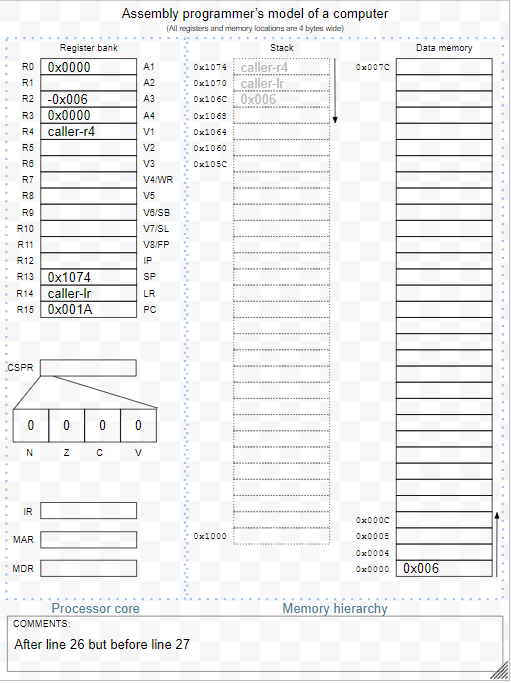 Assembly programmer's model of a computer
(All registers and memory locations are 4 bytes wide)
Register bank
Stack
Data memory
R0 0x0000 A1
R1 A2
R2 -0x006 A3
R3 0x0000 A4
R4 caller-r4 V1
R5 V2
R6 V3
R7 V4/WR
R8 V5
R9 V6/SB
R10 V7/SL
R11 V8/FP
R12 IP
R13 0x1074 SP
R14 caller-lr LR
R15 0x001A PC
CSPR
0 0 0 0
N Z C V
IR
MAR
MDR
Processor core
0x1074 caller-r4
0x1070 caller-lr
0x106C 0x006
0x1068
0x1064
0x1060
0x105C
0x1000
0x007C
0x000C
0x0008
0x0004
0x0000 0x006
Memory hierarchy
COMMENTS:
After line 26 but before line 27